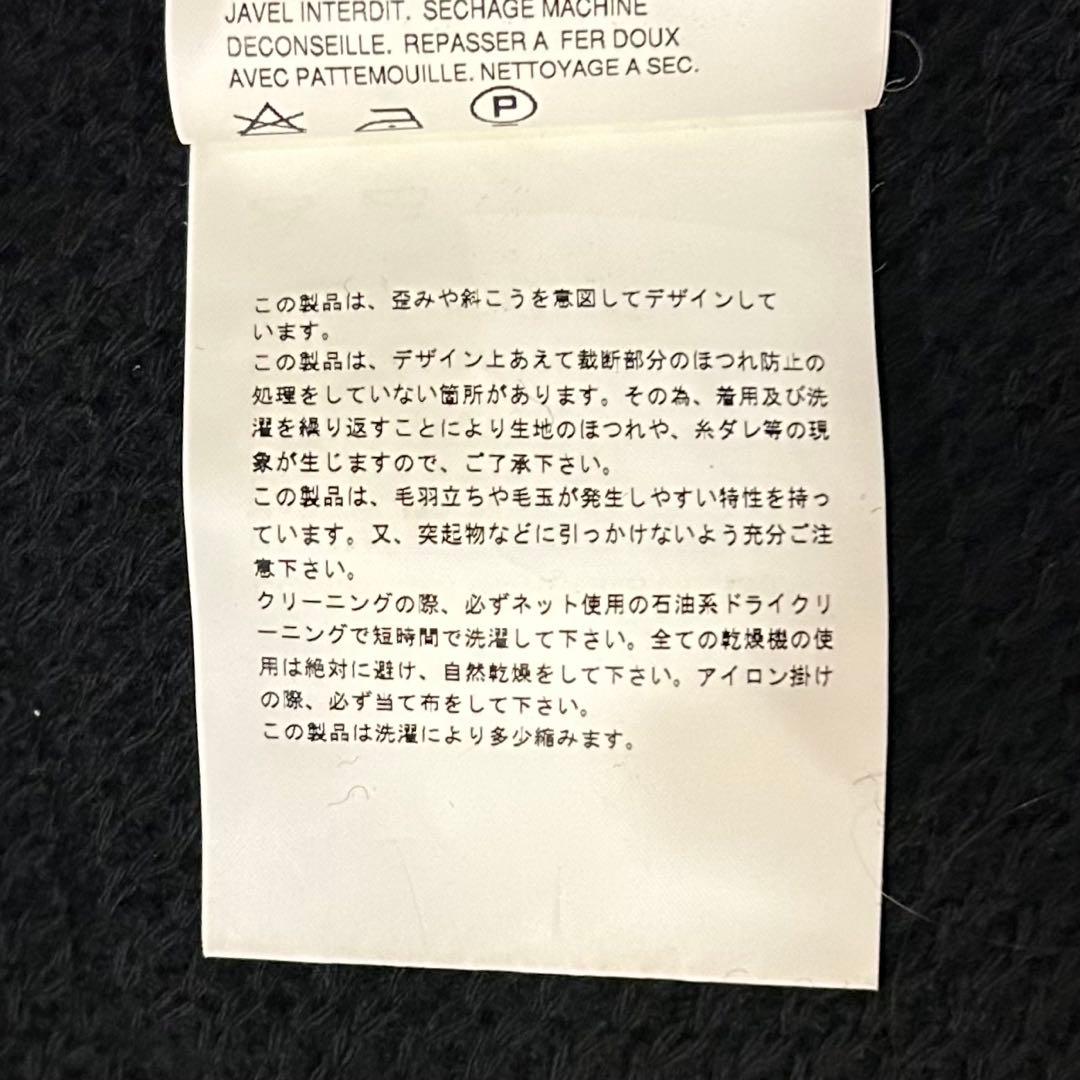 JAVEL INTERDIT. SECHAGE MACHINE
DECONSEILLE. REPASSER A FER DOUX
AVEC PATTEMOUILLE. NETTOYAGE A SEC.
P
この製品は、歪みや斜こうを意図してデザインして
います。
この製品は、デザイン上あえて裁断部分のほつれ防止の
処理をしていない箇所があります。その為、着用及び洗
濯を繰り返すことにより生地のほつれや、糸ダレ等の現
象が生じますので、ご了承下さい。
この製品は、毛羽立ちや毛玉が発生しやすい特性を持っ
ています。又、突起物などに引っかけないよう充分ご注
意下さい。
クリーニングの際、必ずネット使用の石油系ドライクリ
ーニングで短時間で洗濯して下さい。全ての乾燥機の使
用は絶対に避け、自然乾燥をして下さい。アイロン掛け
の際、必ず当て布をして下さい。
この製品は洗濯により多少縮みます。